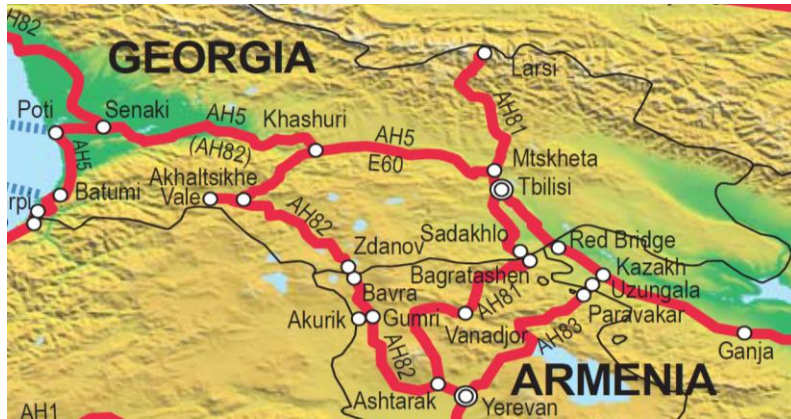 AH82
GEORGIA
Larsi
Poti
Senaki
AH5
Khashuri
AH5
AH81
AH5
(AH82)
E60
Mtskheta
Tbilisi
Batumi
Akhaltsikhe
Vale
rpi
AH82
Zdanov
Sadakhlo
Red Bridge
Bagratashen
Kazakh
Bavra
Uzungala
AH81
Paravakar
Akurik
Gumri
Vanadjor
AH83
Ganja
AH82
ARMENIA
Ashtarak
Yerevan
AH1